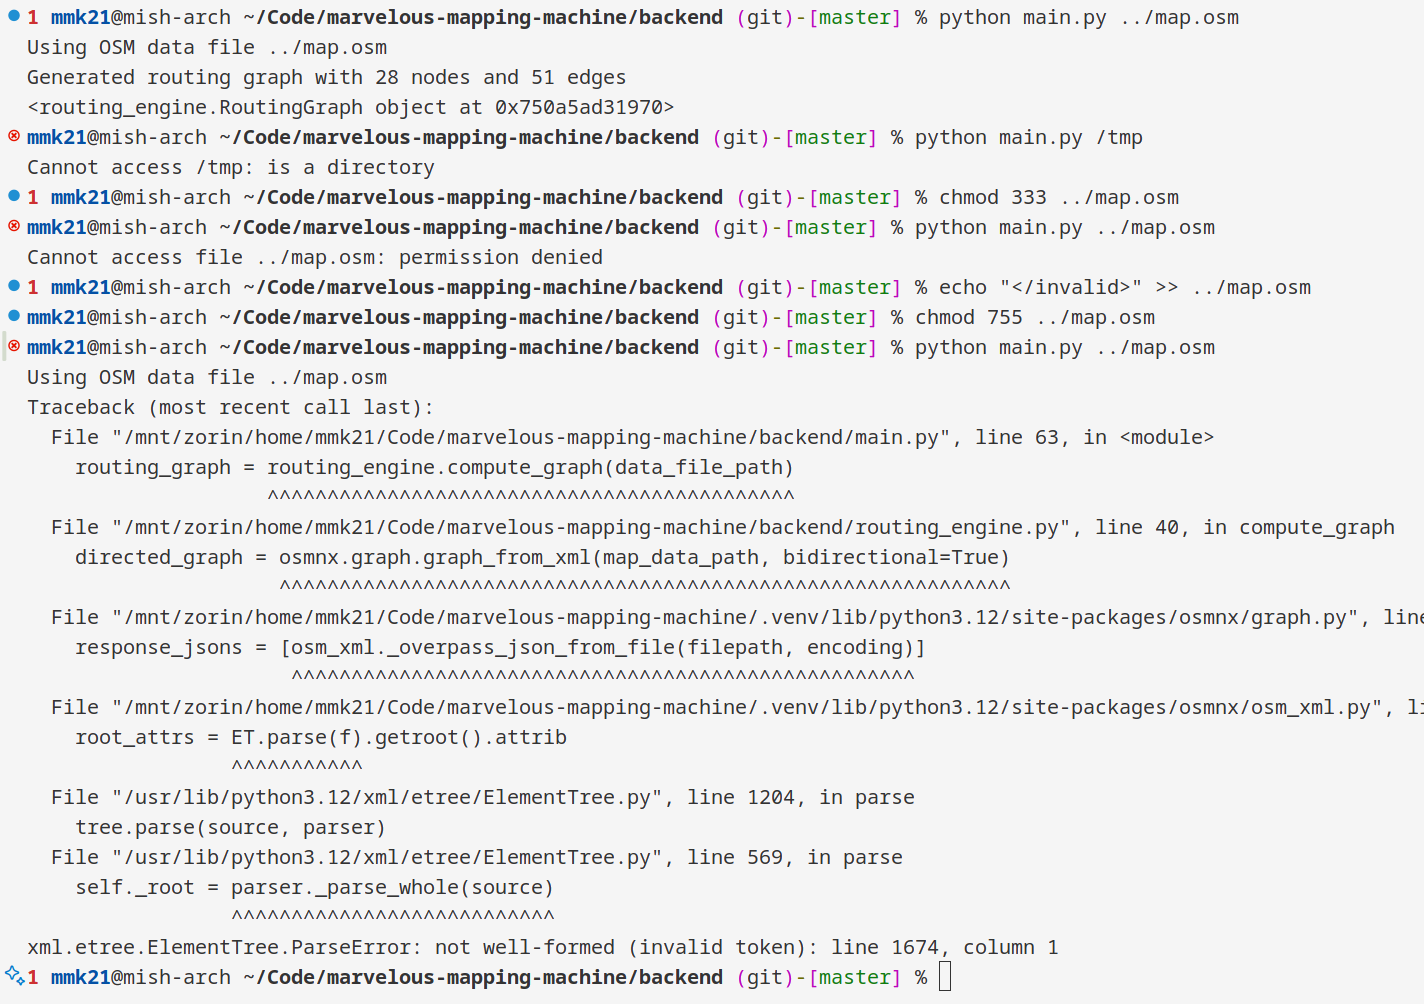 1 mmk21@mish-arch ~/Code/marvelous-mapping-machine/backend (git)-[master] % python main.py ../map.osm
Using OSM data file ../map.osm
Generated routing graph with 28 nodes and 51 edges
<routing_engine.RoutingGraph object at 0x750a5ad31970>
mmk21@mish-arch ~/Code/marvelous-mapping-machine/backend (git)-[master] % python main.py /tmp
Cannot access /tmp: is a directory
1 mmk21@mish-arch ~/Code/marvelous-mapping-machine/backend (git)-[master] % chmod 333 ../map.osm
mmk21@mish-arch ~/Code/marvelous-mapping-machine/backend (git)-[master] % python main.py ../map.osm
Cannot access file ../map.osm: permission denied
1 mmk21@mish-arch ~/Code/marvelous-mapping-machine/backend (git)-[master] % echo "</invalid>" >> ../map.osm
mmk21@mish-arch ~/Code/marvelous-mapping-machine/backend (git)-[master] % chmod 755 ../map.osm
mmk21@mish-arch ~/Code/marvelous-mapping-machine/backend (git)-[master] % python main.py ../map.osm
Using OSM data file ../map.osm
Traceback (most recent call last):
  File "/mnt/zorin/home/mmk21/Code/marvelous-mapping-machine/backend/main.py", line 63, in <module>
    routing_graph = routing_engine.compute_graph(data_file_path)
                    ^^^^^^^^^^^^^^^^^^^^^^^^^^^^^^^^^^^^^^^^^^^^
  File "/mnt/zorin/home/mmk21/Code/marvelous-mapping-machine/backend/routing_engine.py", line 40, in compute_graph
    directed_graph = osmnx.graph.graph_from_xml(map_data_path, bidirectional=True)
                     ^^^^^^^^^^^^^^^^^^^^^^^^^^^^^^^^^^^^^^^^^^^^^^^^^^^^^^^^^^^^^
  File "/mnt/zorin/home/mmk21/Code/marvelous-mapping-machine/.venv/lib/python3.12/site-packages/osmnx/graph.py", line
    response_jsons = [osm_xml._overpass_json_from_file(filepath, encoding)]
                      ^^^^^^^^^^^^^^^^^^^^^^^^^^^^^^^^^^^^^^^^^^^^^^^^^^^^
  File "/mnt/zorin/home/mmk21/Code/marvelous-mapping-machine/.venv/lib/python3.12/site-packages/osmnx/osm_xml.py",
    root_attrs = ET.parse(f).getroot().attrib
                 ^^^^^^^^^^^
  File "/usr/lib/python3.12/xml/etree/ElementTree.py", line 1204, in parse
    tree.parse(source, parser)
  File "/usr/lib/python3.12/xml/etree/ElementTree.py", line 569, in parse
    self._root = parser._parse_whole(source)
                 ^^^^^^^^^^^^^^^^^^^^^^^^^^^
xml.etree.ElementTree.ParseError: not well-formed (invalid token): line 1674, column 1
1 mmk21@mish-arch ~/Code/marvelous-mapping-machine/backend (git)-[master] %